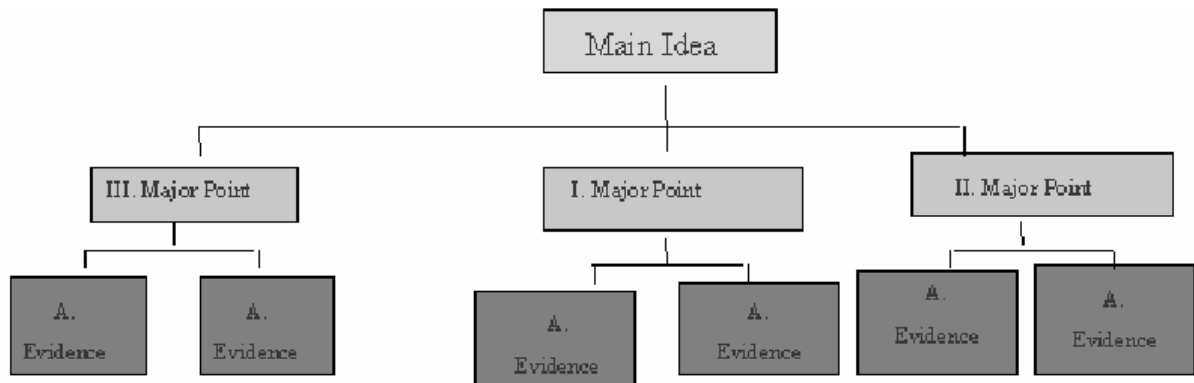 Main Idea
III. Major Point
I. Major Point
II. Major Point
A.
Evidence
A.
Evidence
A.
Evidence
A.
Evidence
A.
Evidence
A.
Evidence